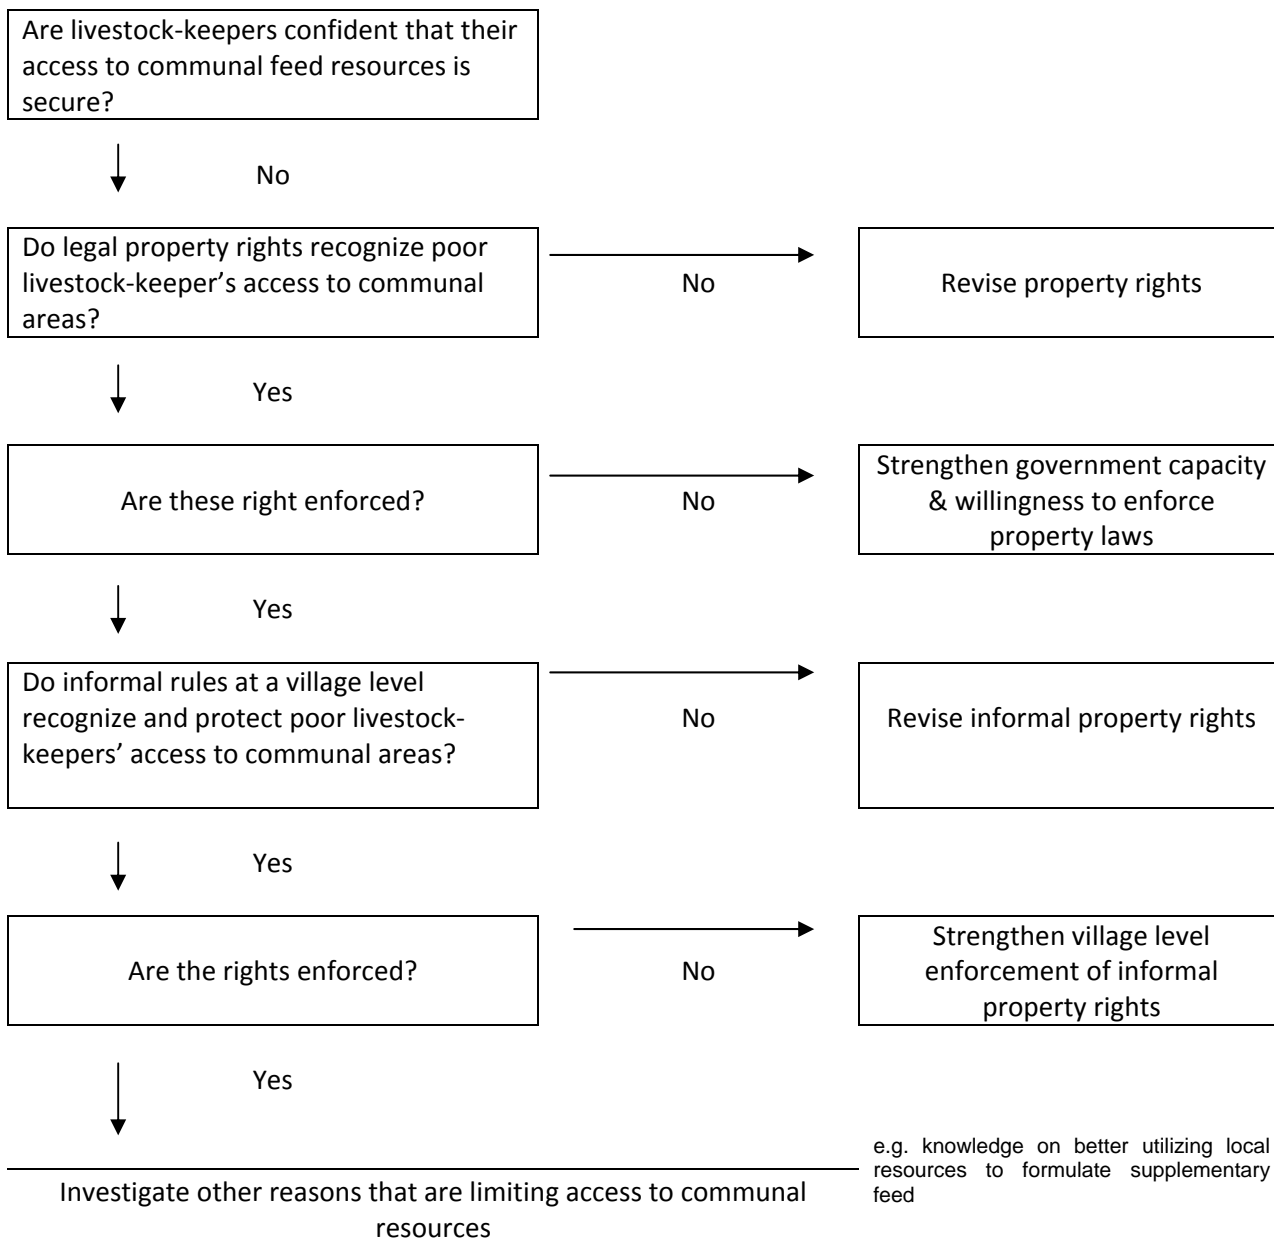 Are livestock-keepers confident that their
access to communal feed resources is
secure?
No
Do legal property rights recognize poor
livestock-keeper’s access to communal
areas?
No
Revise property rights
Yes
Are these right enforced?
No
Strengthen government capacity
& willingness to enforce
property laws
Yes
Do informal rules at a village level
recognize and protect poor livestock-
keepers’ access to communal areas?
No
Revise informal property rights
Yes
Are the rights enforced?
No
Strengthen village level
enforcement of informal
property rights
Yes
e.g. knowledge on better utilizing local
resources to formulate supplementary
feed
Investigate other reasons that are limiting access to communal
resources